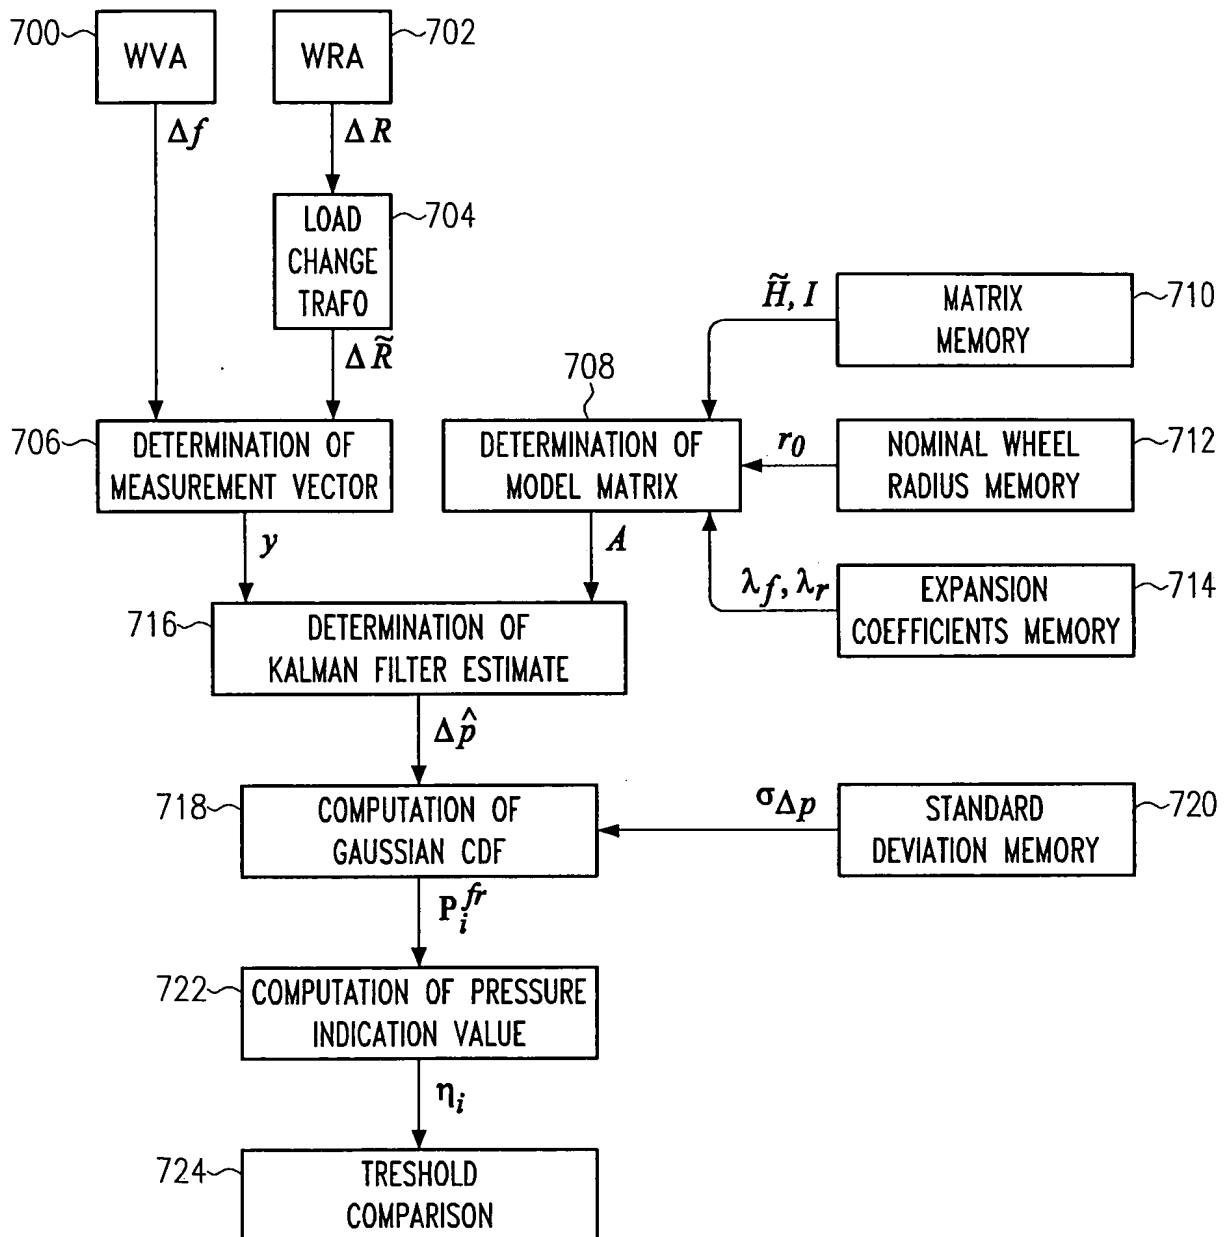 700
WVA
702
WRA
Δf
ΔR
LOAD
CHANGE
TRAFO
704
ΔR̃
H̃, I
MATRIX
MEMORY
710
708
706
DETERMINATION OF
MEASUREMENT VECTOR
DETERMINATION OF
MODEL MATRIX
r0
NOMINAL WHEEL
RADIUS MEMORY
712
y
A
λf, λr
EXPANSION
COEFFICIENTS MEMORY
714
716
DETERMINATION OF
KALMAN FILTER ESTIMATE
Δp̂
718
COMPUTATION OF
GAUSSIAN CDF
σΔp
STANDARD
DEVIATION MEMORY
720
P_i^fr
722
COMPUTATION OF PRESSURE
INDICATION VALUE
ηi
724
TRESHOLD
COMPARISON